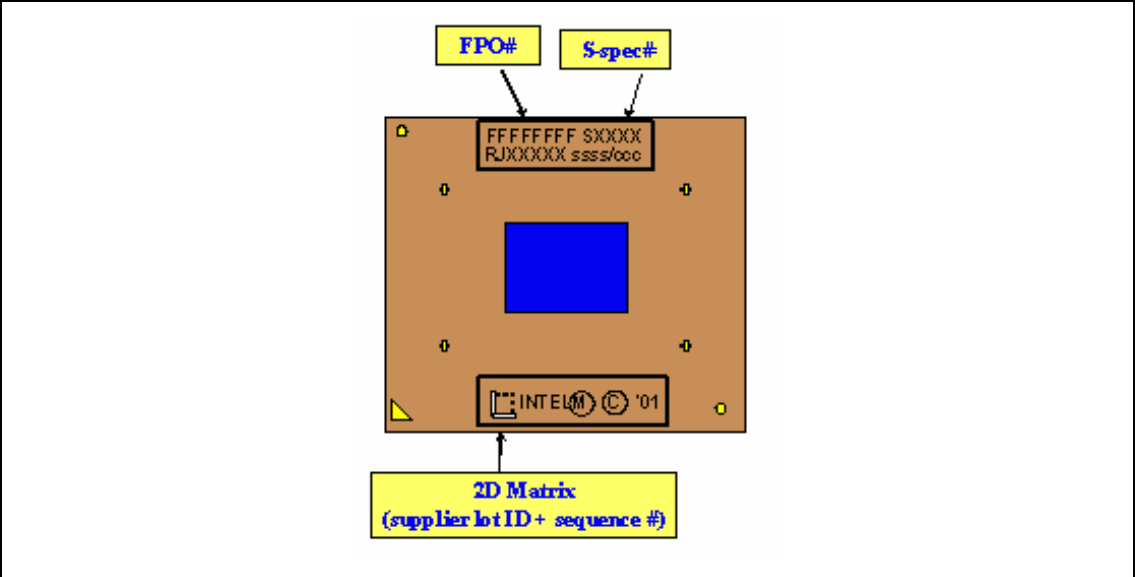 FPO#
S-spec#
FFFFFFFF SXXXX
RJXXXXX ssss/ccc
INTEL Ⓜ © '01
2D Matrix
(supplier lot ID + sequence #)